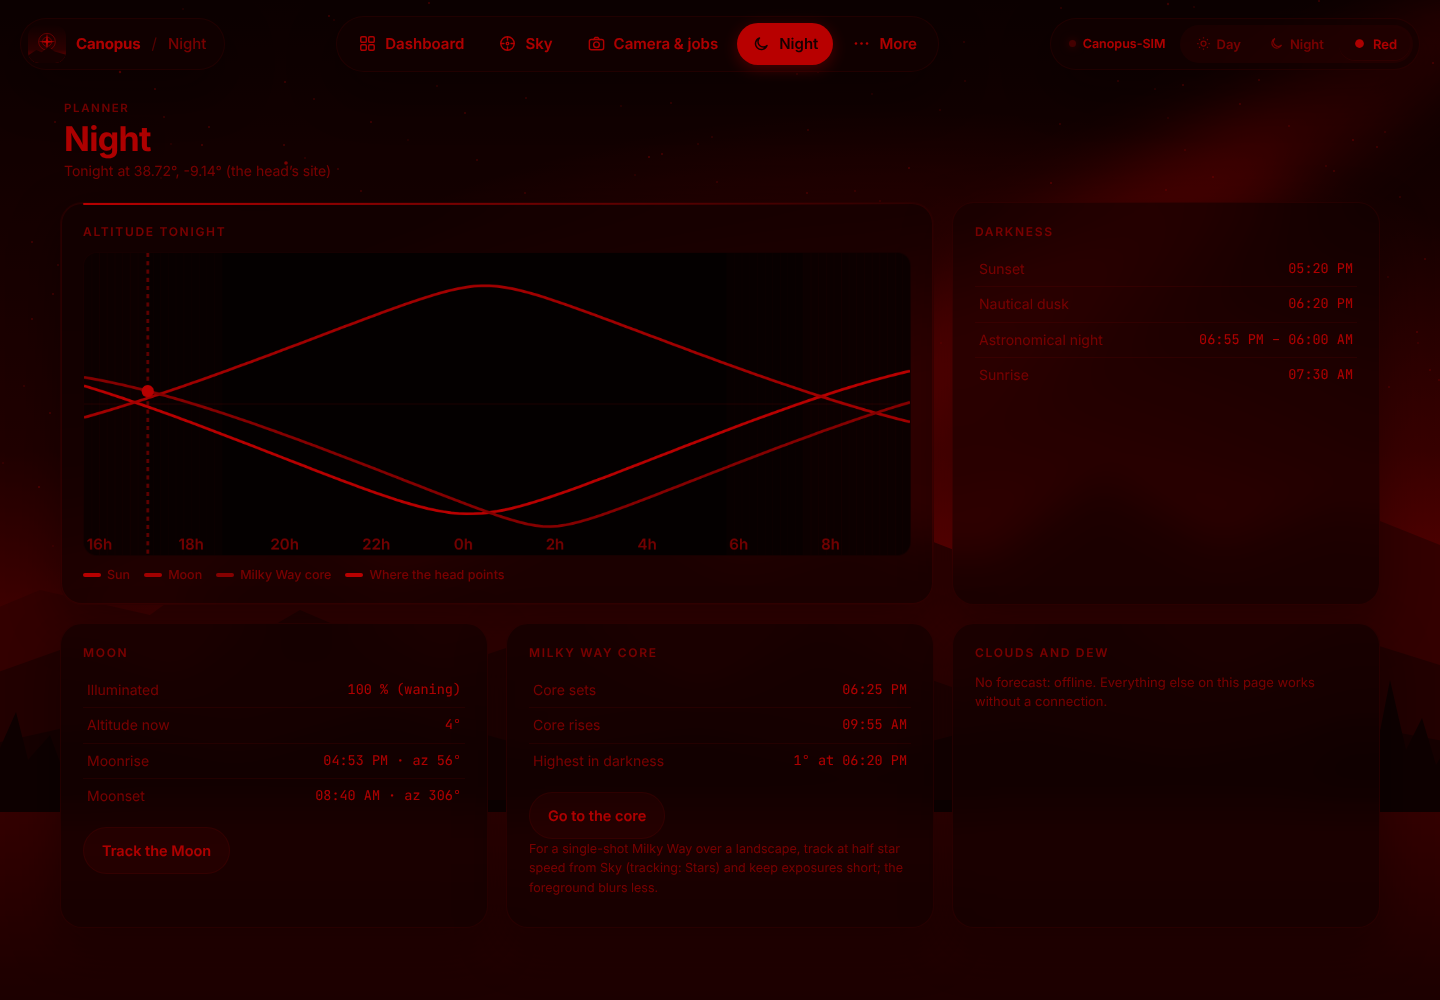 Canopus / Night
Dashboard
Sky
Camera & jobs
Night
More
Canopus-SIM
Day
Night
Red
PLANNER
Night
Tonight at 38.72°, -9.14° (the head's site)
ALTITUDE TONIGHT
16h 18h 20h 22h 0h 2h 4h 6h 8h
Sun Moon Milky Way core Where the head points
DARKNESS
Sunset 05:20 PM
Nautical dusk 06:20 PM
Astronomical night 06:55 PM – 06:00 AM
Sunrise 07:30 AM
MOON
Illuminated 100 % (waning)
Altitude now 4°
Moonrise 04:53 PM · az 56°
Moonset 08:40 AM · az 306°
Track the Moon
MILKY WAY CORE
Core sets 06:25 PM
Core rises 09:55 AM
Highest in darkness 1° at 06:20 PM
Go to the core
For a single-shot Milky Way over a landscape, track at half star
speed from Sky (tracking: Stars) and keep exposures short; the
foreground blurs less.
CLOUDS AND DEW
No forecast: offline. Everything else on this page works
without a connection.